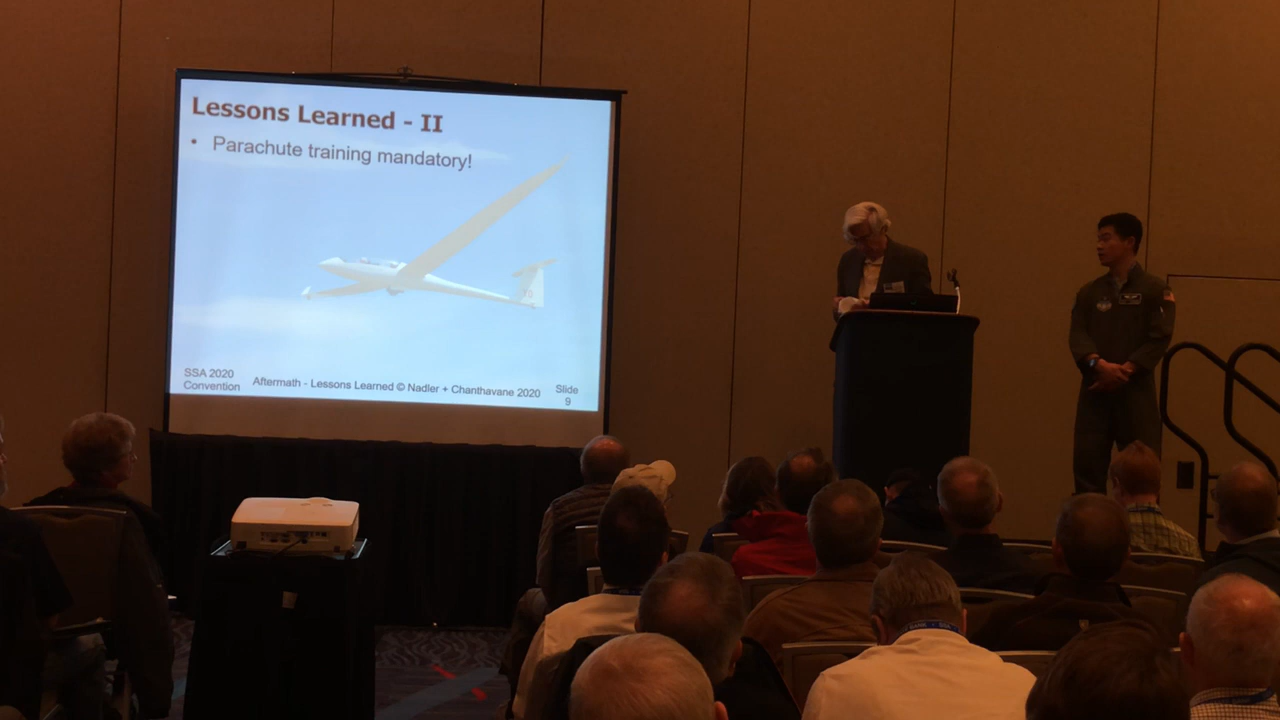 Lessons Learned - II
• Parachute training mandatory!
SSA 2020
Convention
Aftermath - Lessons Learned © Nadler + Chanthavane 2020
Slide
9